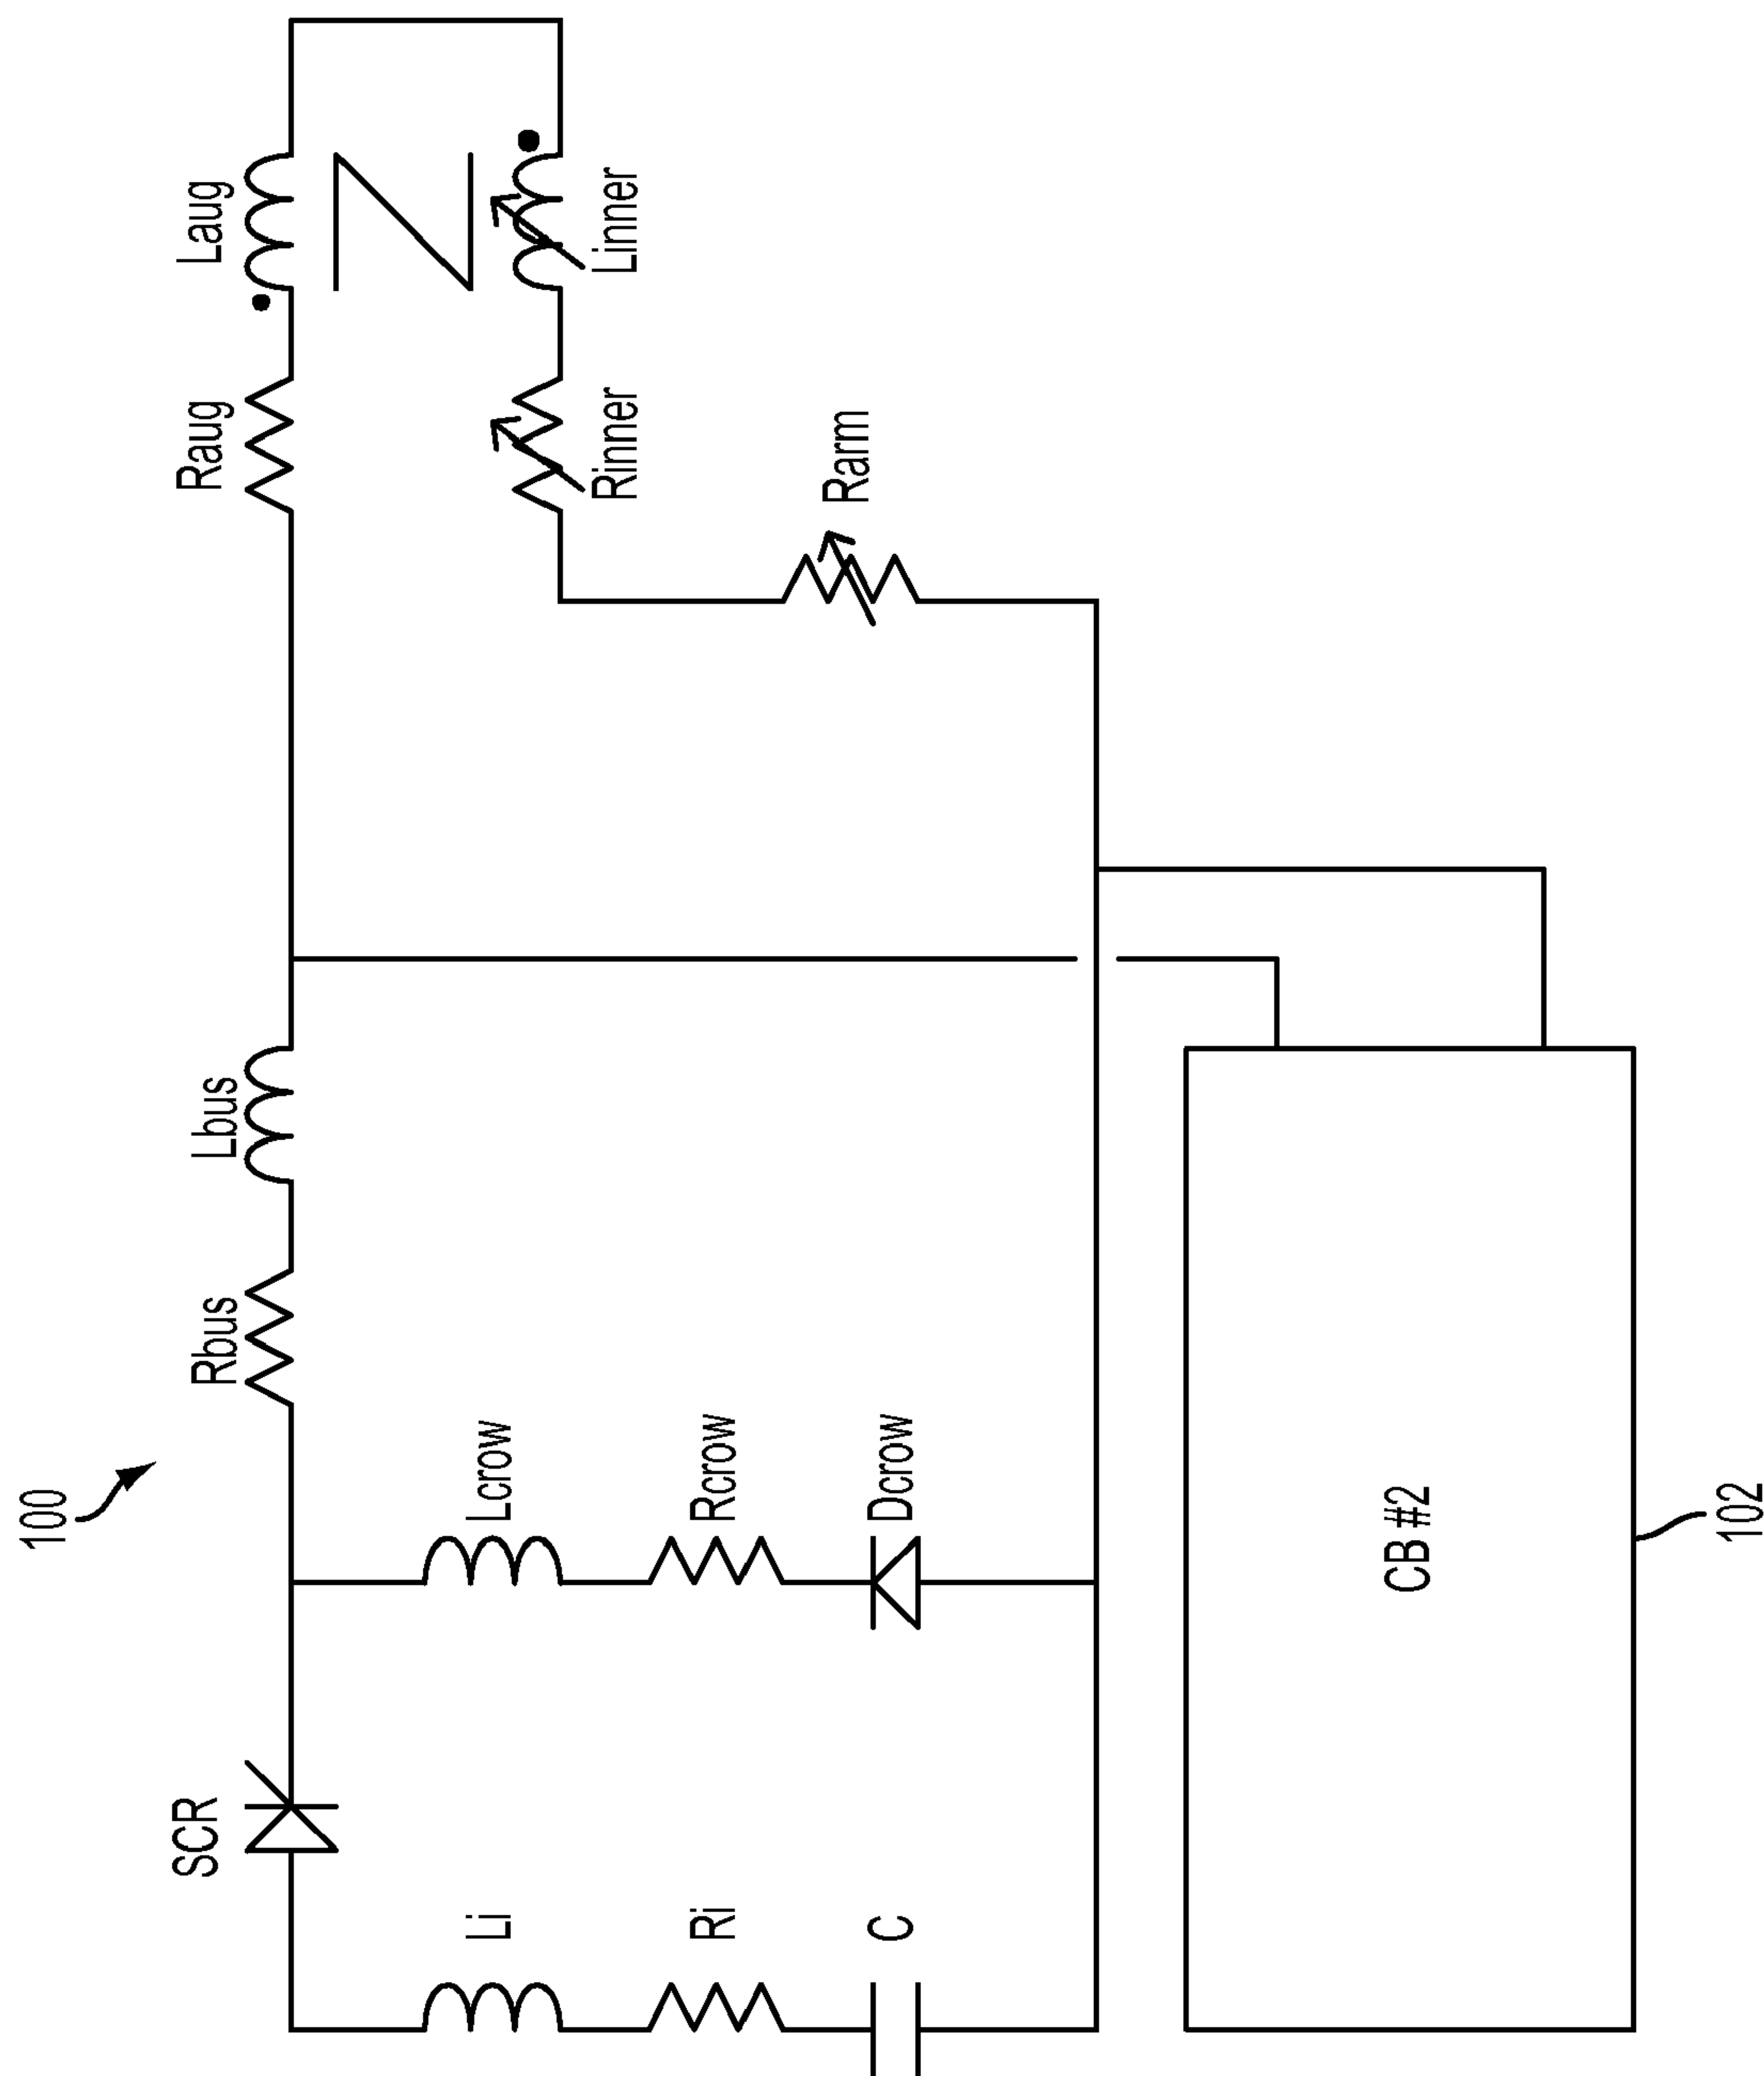 100
SCR
Rbus
Lbus
Raug
Laug
Li
Lcrow
Rinner
Linner
Ri
Rcrow
C
Dcrow
Rarm
CB #2
102